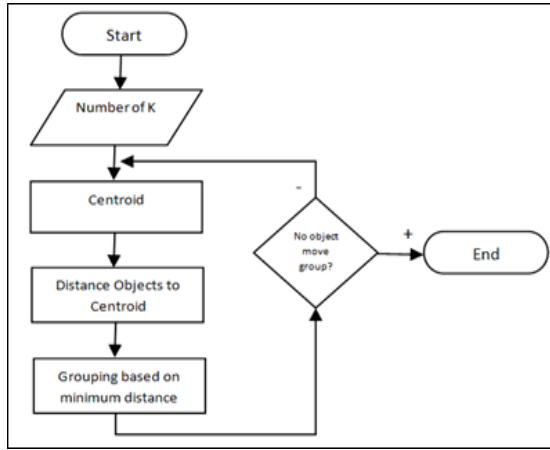 Start
Number of K
Centroid
Distance Objects to
Centroid
Grouping based on
minimum distance
-
No object
move
group?
+
End